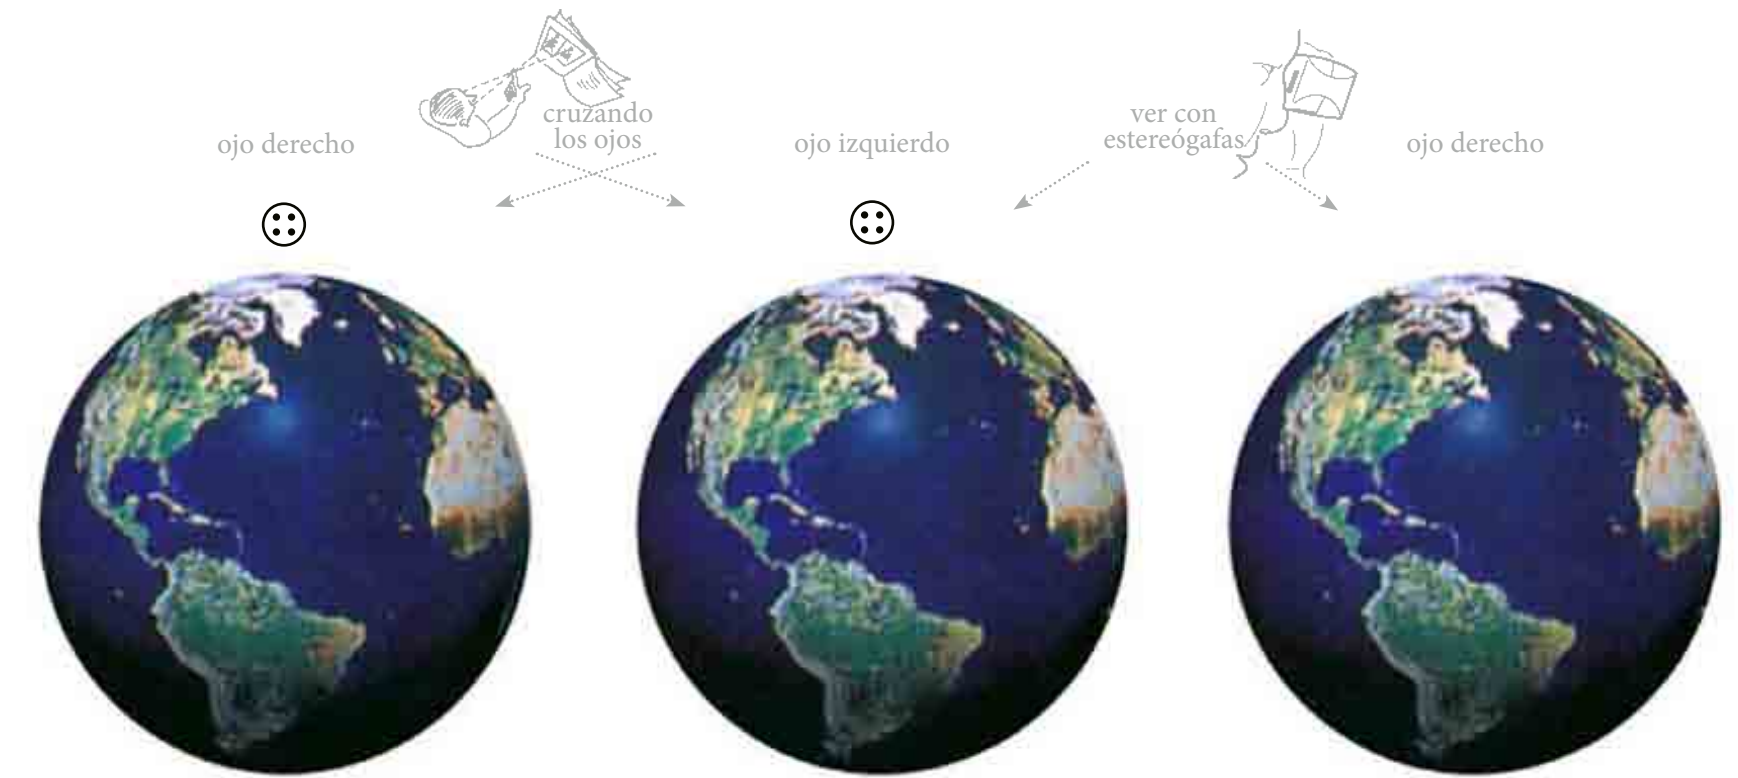 ojo derecho
cruzando
los ojos
ojo izquierdo
ver con
estereógafas
ojo derecho